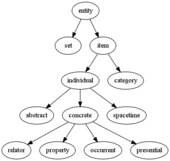 entity
set item
individual category
abstract concrete spacetime
relator property occurrent presential